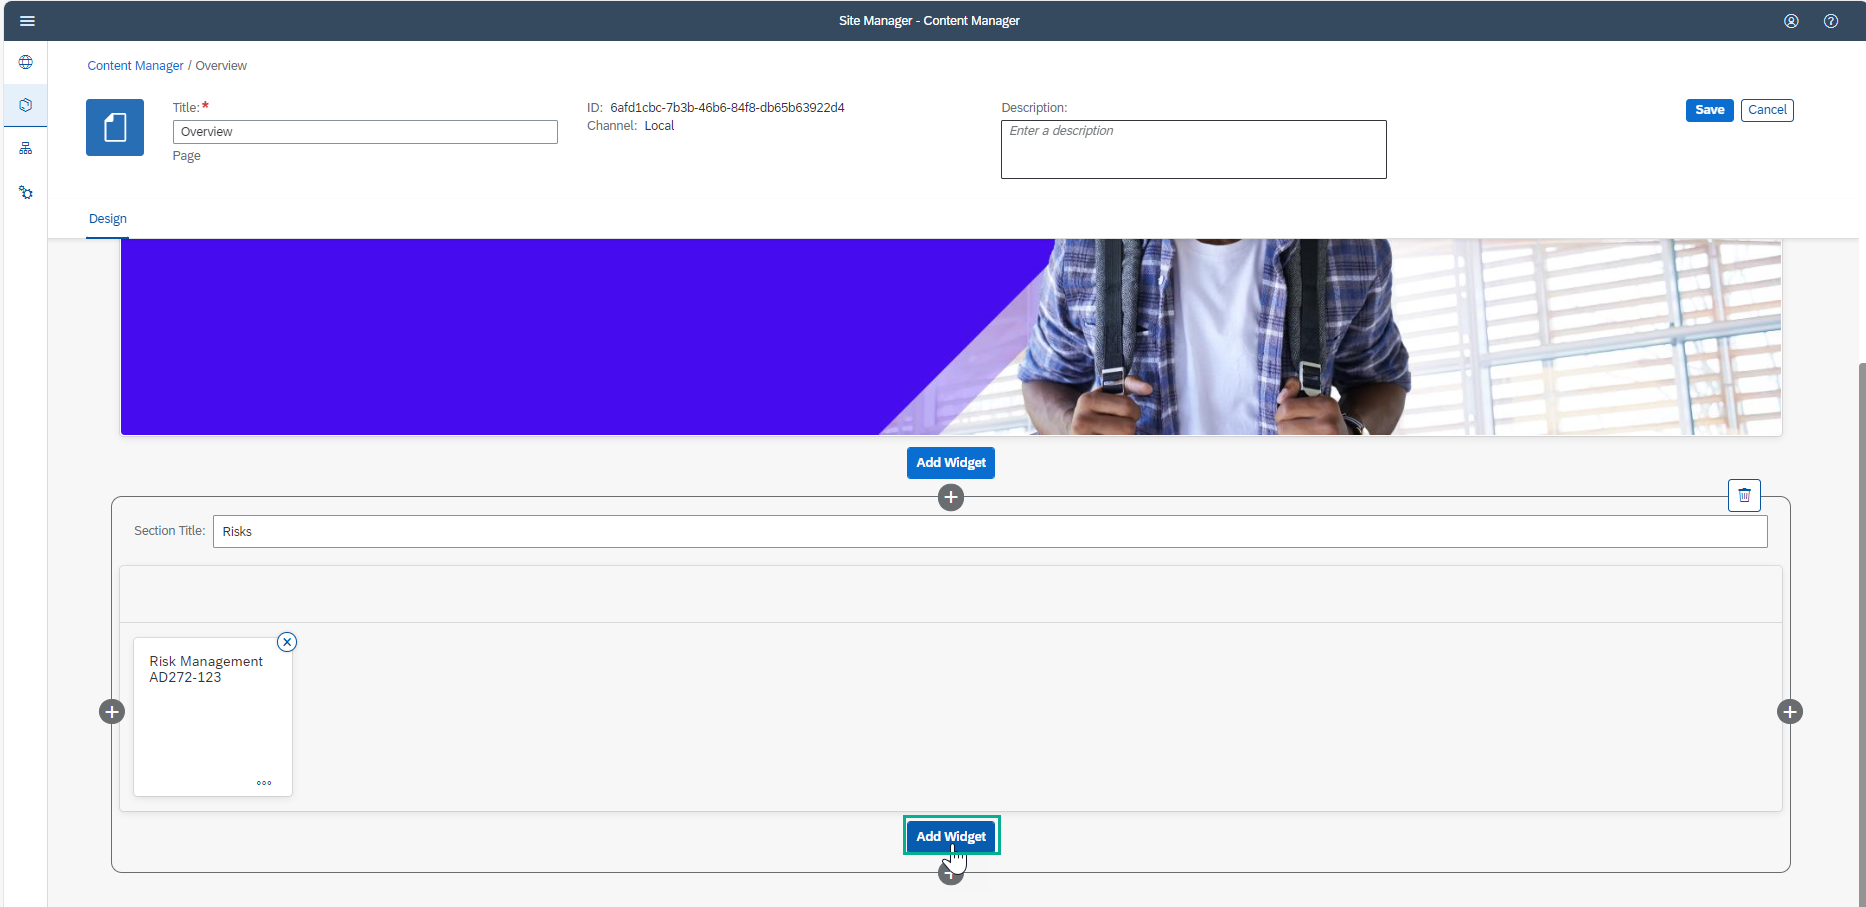 Site Manager - Content Manager
Content Manager / Overview
Title:*
Overview
Page
ID: 6afd1cbc-7b3b-46b6-84f8-db65b63922d4
Channel: Local
Description:
Enter a description
Save
Cancel
Design
Add Widget
Section Title: Risks
Risk Management
AD272-123
Add Widget